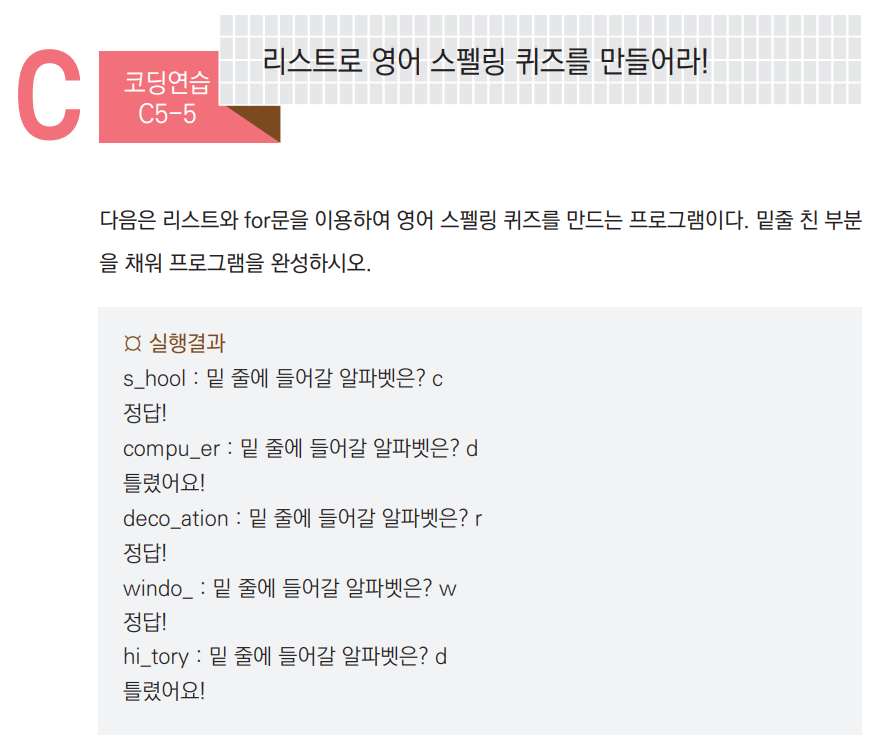 C
코딩연습
C5-5
리스트로 영어 스펠링 퀴즈를 만들어라!
다음은 리스트와 for문을 이용하여 영어 스펠링 퀴즈를 만드는 프로그램이다. 밑줄 친 부분
을 채워 프로그램을 완성하시오.
¤ 실행결과
s_hool : 밑 줄에 들어갈 알파벳은? c
정답!
compu_er : 밑 줄에 들어갈 알파벳은? d
틀렸어요!
deco_ation : 밑 줄에 들어갈 알파벳은? r
정답!
windo_ : 밑 줄에 들어갈 알파벳은? w
정답!
hi_tory : 밑 줄에 들어갈 알파벳은? d
틀렸어요!